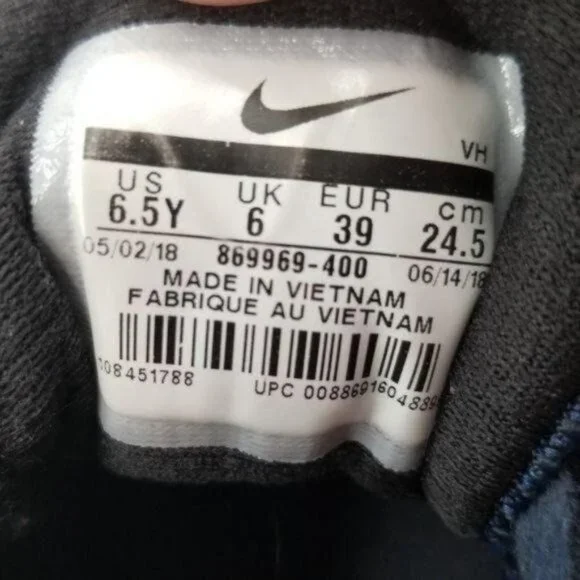 VH
US UK EUR cm
6.5Y 6 39 24.5
05/02/18 869969-400 06/14/18
MADE IN VIETNAM
FABRIQUE AU VIETNAM
UPC